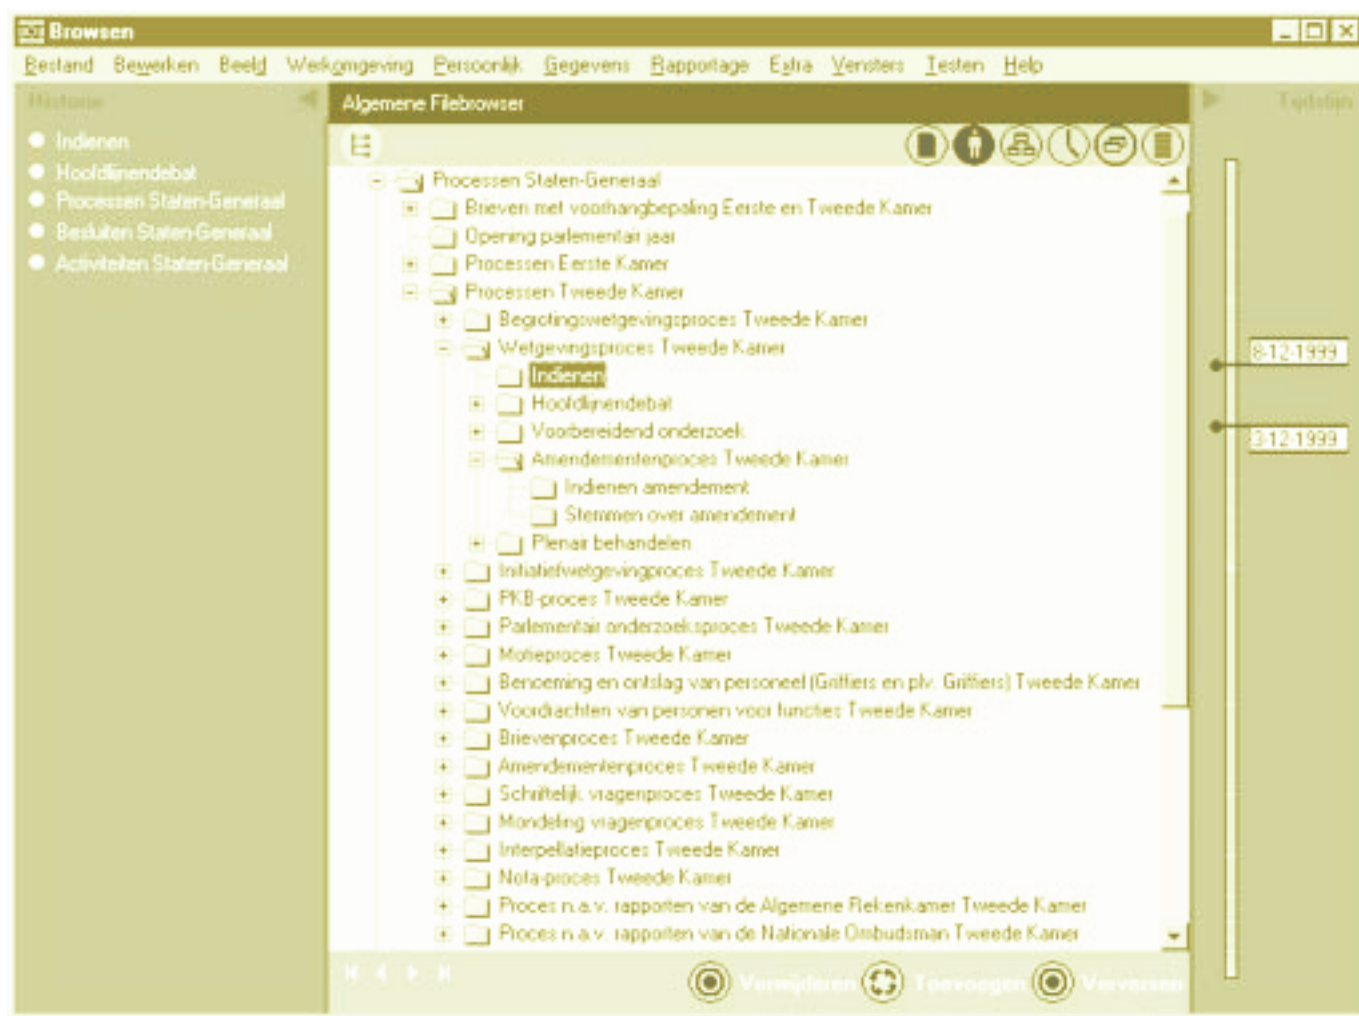 Browsen
Bestand Bewerken Beeld Werkomgeving Persoonlijk Gegevens Rapportage Extra Vensters Testen Help
Historie
Algemene Filebrowser
Tijdslijn
Indienen
Hoofdlijnendebat
Processen Staten-Generaal
Besluiten Staten-Generaal
Activiteiten Staten-Generaal
Processen Staten-Generaal
Brieven met voorhangbepaling Eerste en Tweede Kamer
Opening parlementair jaar
Processen Eerste Kamer
Processen Tweede Kamer
Begrotingswetgevingsproces Tweede Kamer
Wetgevingsproces Tweede Kamer
Indienen
Hoofdlijnendebat
Voorbereidend onderzoek
Amendementenproces Tweede Kamer
Indienen amendement
Stemmen over amendement
Plenair behandelen
Initiatiefwetgevingproces Tweede Kamer
PKB-proces Tweede Kamer
Parlementair onderzoeksproces Tweede Kamer
Motieproces Tweede Kamer
Benoeming en ontslag van personeel (Griffiers en plv. Griffiers) Tweede Kamer
Voordrachten van personen voor functies Tweede Kamer
Brievenproces Tweede Kamer
Amendementenproces Tweede Kamer
Schriftelijk vragenproces Tweede Kamer
Mondeling vragenproces Tweede Kamer
Interpellatieproces Tweede Kamer
Nota-proces Tweede Kamer
Proces n.a.v. rapporten van de Algemene Rekenkamer Tweede Kamer
Proces n.a.v. rapporten van de Nationale Ombudsman Tweede Kamer
8-12-1999
3-12-1999
Verwijderen Toevoegen Verversen